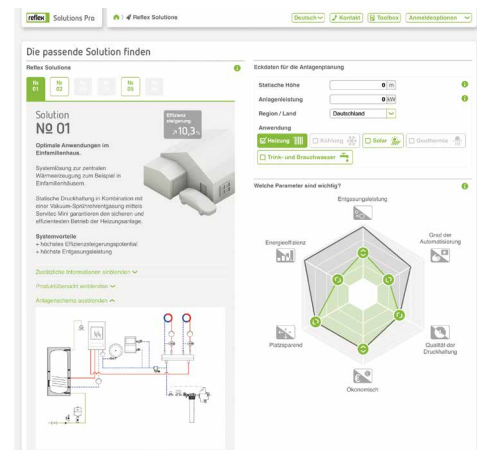 reflex Solutions Pro
Reflex Solutions
Deutsch
Kontakt
Toolbox
Anmeldeoptionen
Die passende Solution finden
Reflex Solutions
№ 01
№ 02
№ 05
Solution
№ 01
Effizienz
steigerung
10,3%
Optimale Anwendungen im
Einfamilienhaus.
Systemlösung zur zentralen
Wärmeerzeugung zum Beispiel in
Einfamilienhäusern.
Statische Druckhaltung in Kombination mit
einer Vakuum-Sprührohrentgasung mittels
Servitec Mini garantieren den sicheren und
effizientesten Betrieb der Heizungsanlage.
Systemvorteile
+ höchstes Effizienzsteigerungspotential
+ höchste Entgasungsleistung
Zusätzliche Informationen einblenden
Produktübersicht einblenden
Anlagenschema ausblenden
Eckdaten für die Anlagenplanung
Statische Höhe 0 m
Anlagenleistung 0 kW
Region / Land Deutschland
Anwendung
Heizung
Kühlung
Solar
Geothermie
Trink- und Brauchwasser
Welche Parameter sind wichtig?
Entgasungsleistung
Energieeffizienz
Grad der
Automatisierung
Platzsparend
Qualität der
Druckhaltung
Ökonomisch